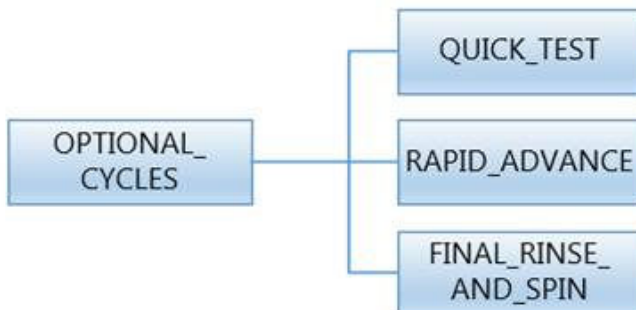 QUICK_TEST
OPTIONAL_
CYCLES
RAPID_ADVANCE
FINAL_RINSE_
AND_SPIN